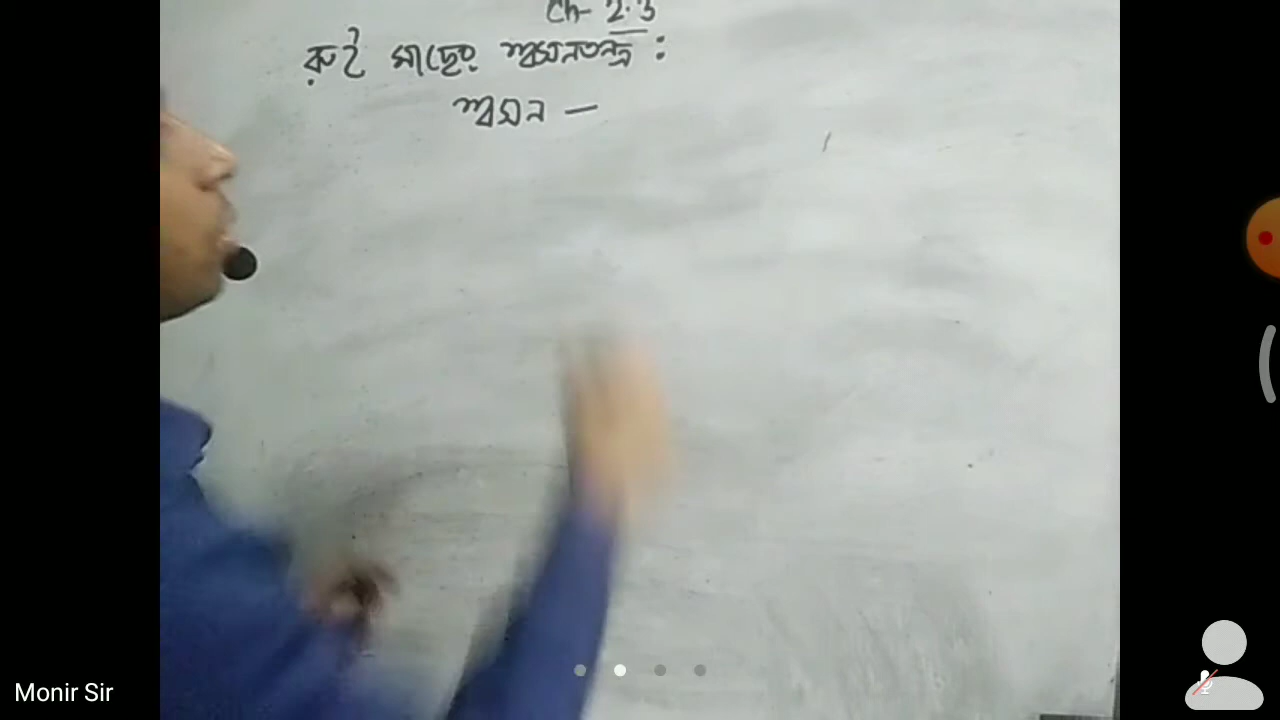 Ch- 2.3
রুই মাছের শ্বসনতন্ত্র :
শ্বসন —
Monir Sir